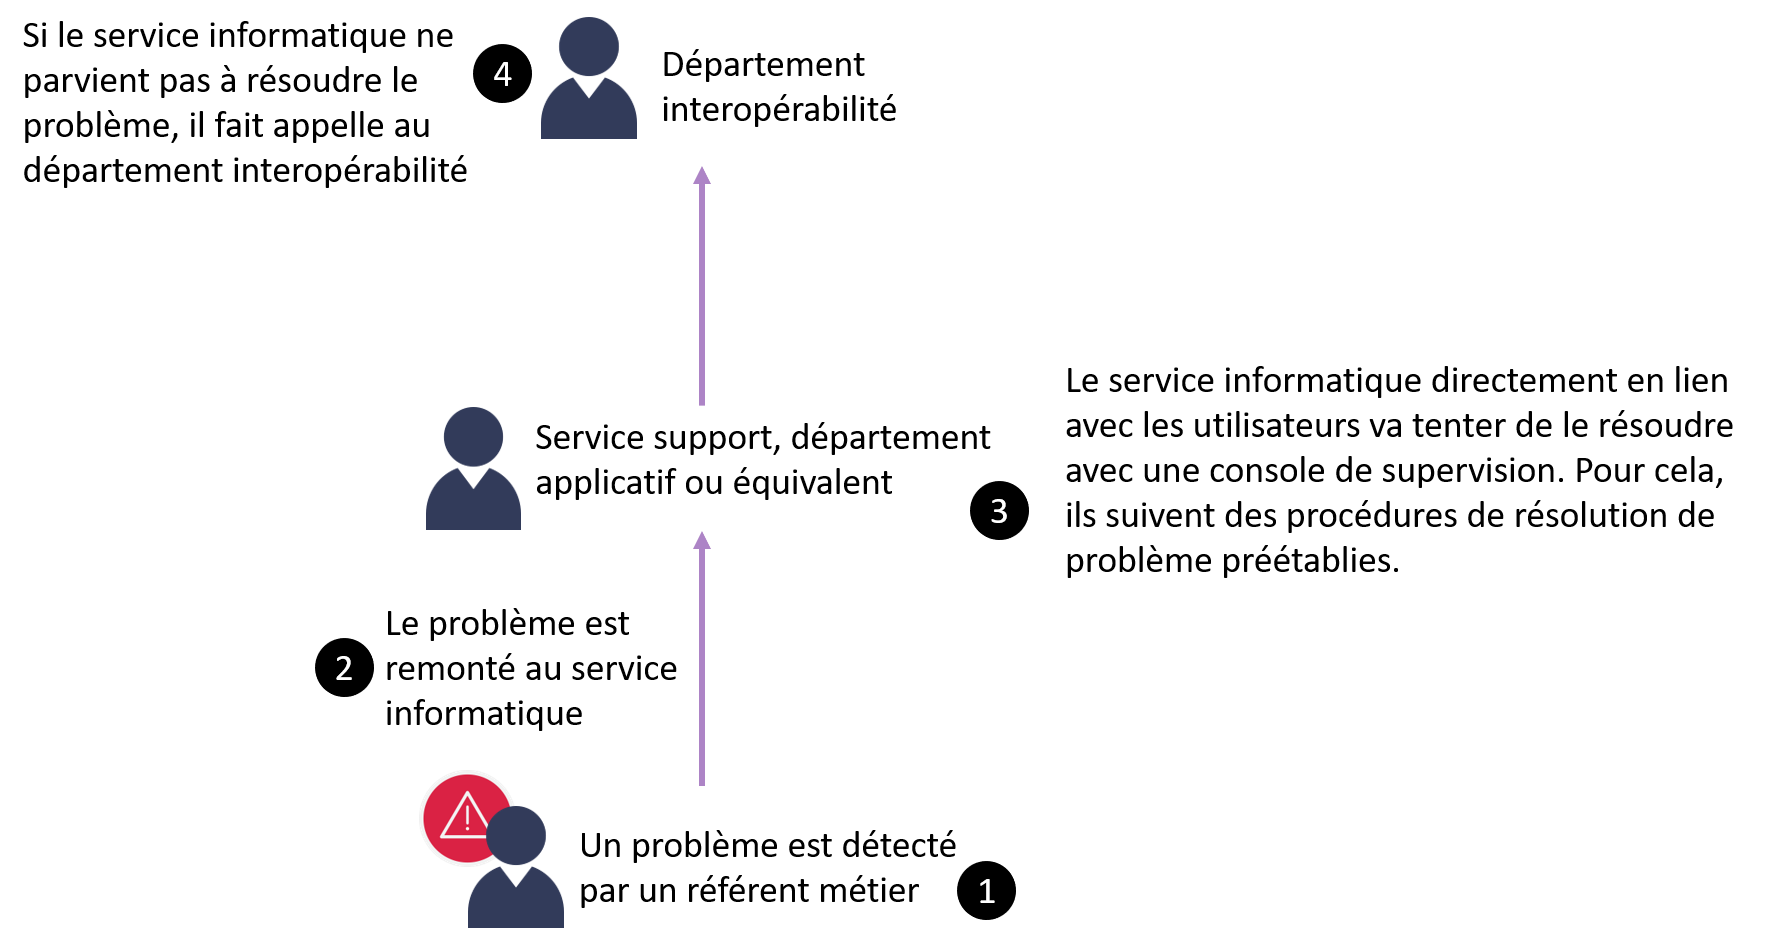 Si le service informatique ne
parvient pas à résoudre le
problème, il fait appelle au
département interopérabilité
4
Département
interopérabilité
Service support, département
applicatif ou équivalent
3
Le service informatique directement en lien
avec les utilisateurs va tenter de le résoudre
avec une console de supervision. Pour cela,
ils suivent des procédures de résolution de
problème préétablies.
2
Le problème est
remonté au service
informatique
Un problème est détecté
par un référent métier
1